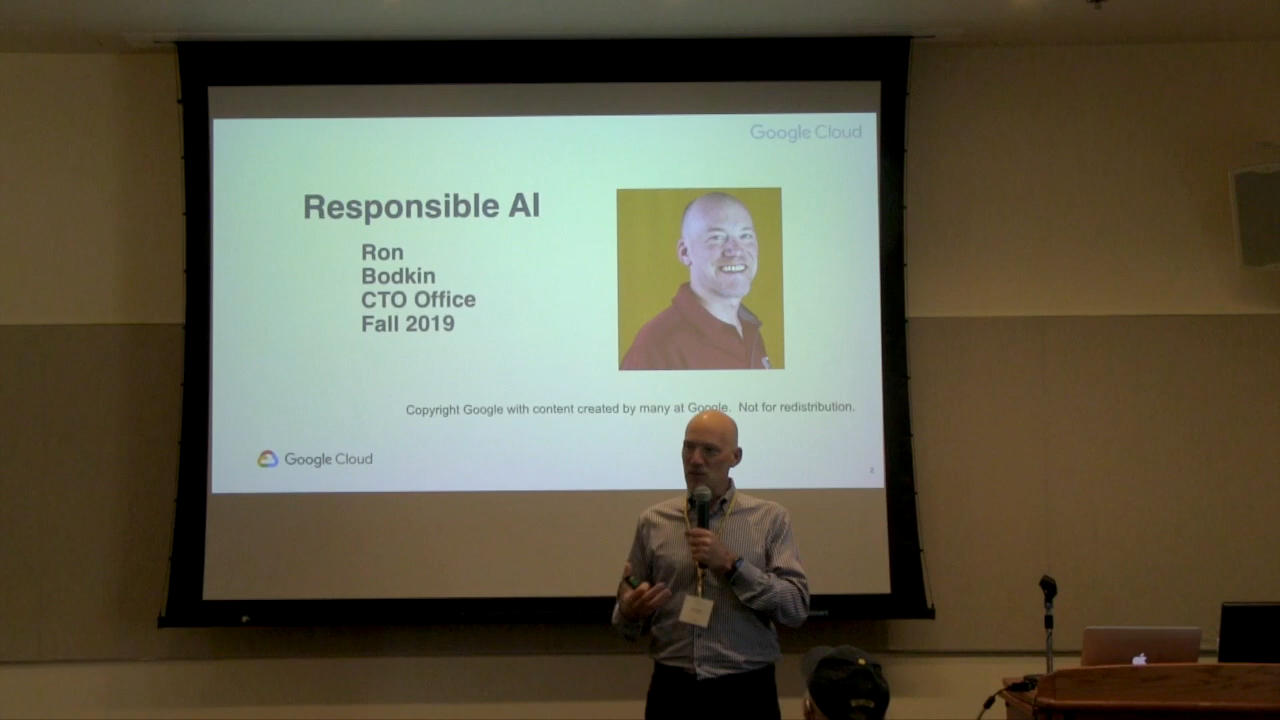 Google Cloud
Responsible AI
Ron
Bodkin
CTO Office
Fall 2019
Copyright Google with content created by many at Google. Not for redistribution.
Google Cloud
2